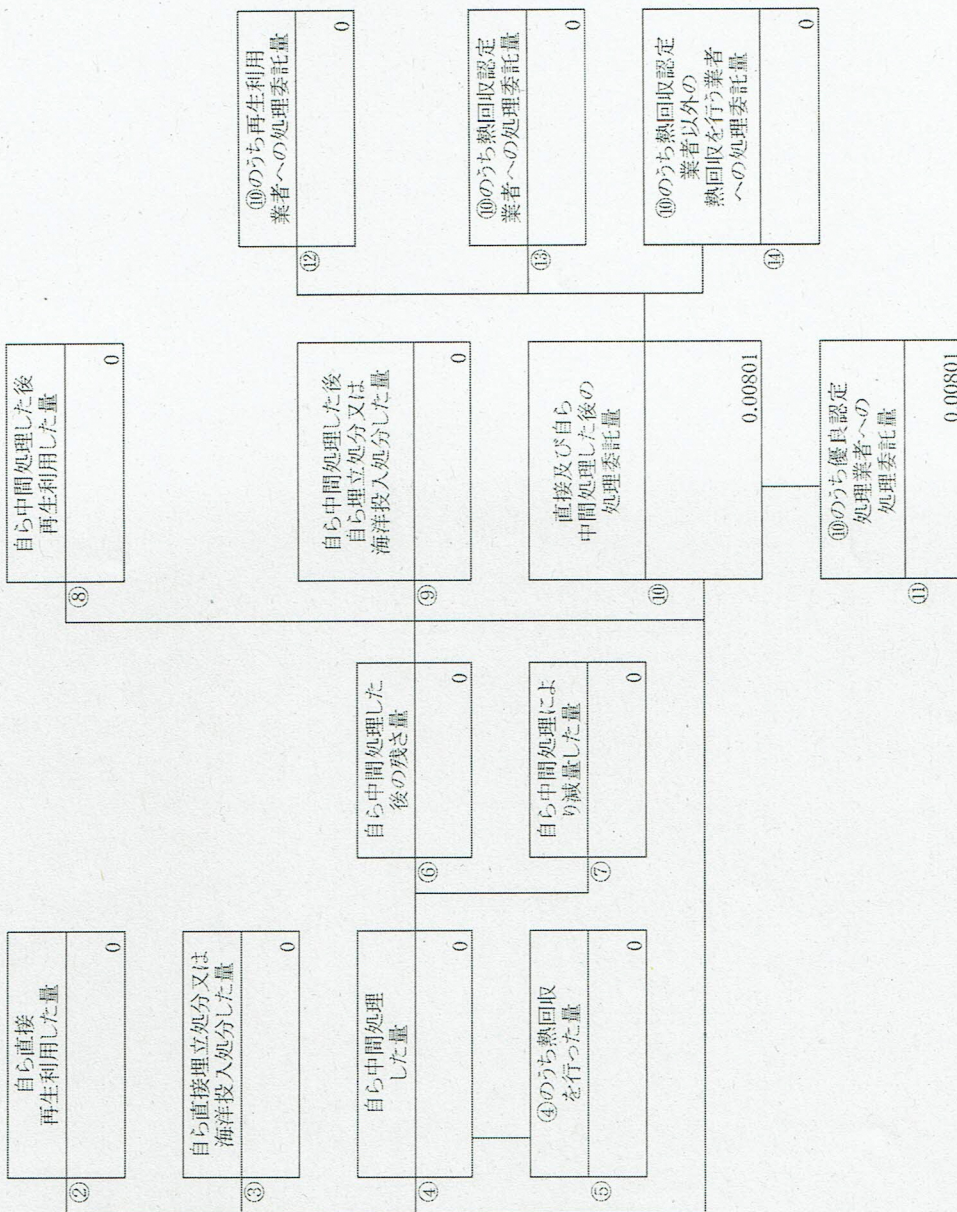 ②
自ら直接
再生利用した量
0
③
自ら直接埋立処分又は
海洋投入処分した量
0
④
自ら中間処理
した量
0
⑤
④のうち熱回収
を行った量
0
⑥
自ら中間処理した
後の残さ量
0
⑦
自ら中間処理によ
り減量した量
0
⑧
自ら中間処理した後
再生利用した量
0
⑨
自ら中間処理した後
自ら埋立処分又は
海洋投入処分した量
0
⑩
直接及び自ら
中間処理した後の
処理委託量
0.00801
⑪
⑩のうち優良認定
処理業者への
処理委託量
0.00801
⑫
⑩のうち再生利用
業者への処理委託量
0
⑬
⑩のうち熱回収認定
業者への処理委託量
0
⑭
⑩のうち熱回収認定
業者以外の
熱回収を行う業者
への処理委託量
0